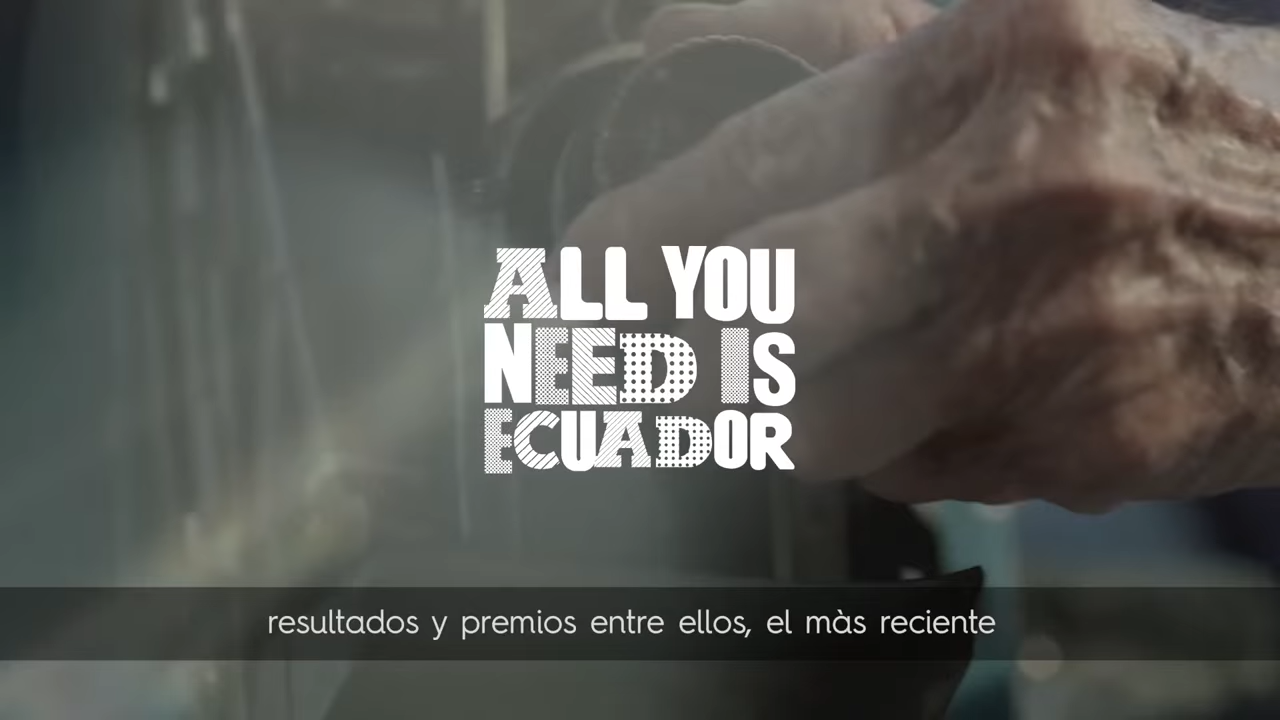 ALL YOU
NEED IS
ECUADOR
resultados y premios entre ellos, el màs reciente